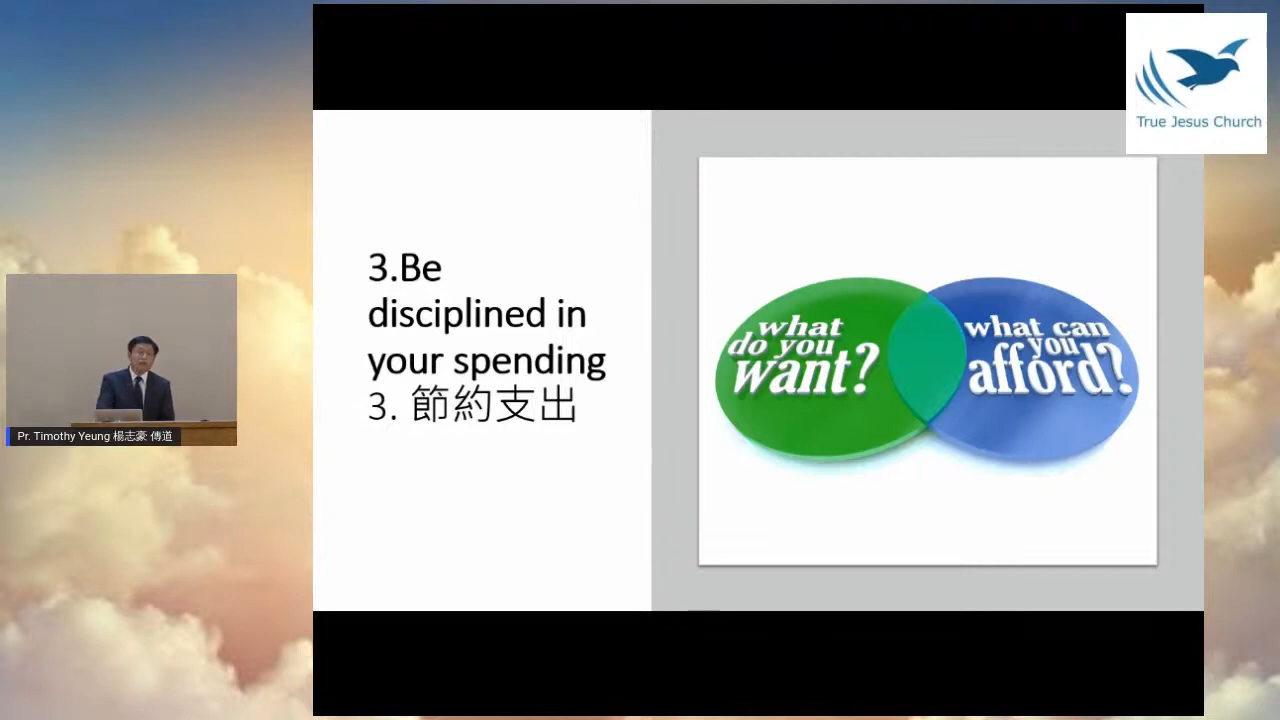 True Jesus Church
3.Be
disciplined in
your spending
3. 節約支出
what
do you
want?
what can
you
afford?
Pr. Timothy Yeung 楊志豪 傳道